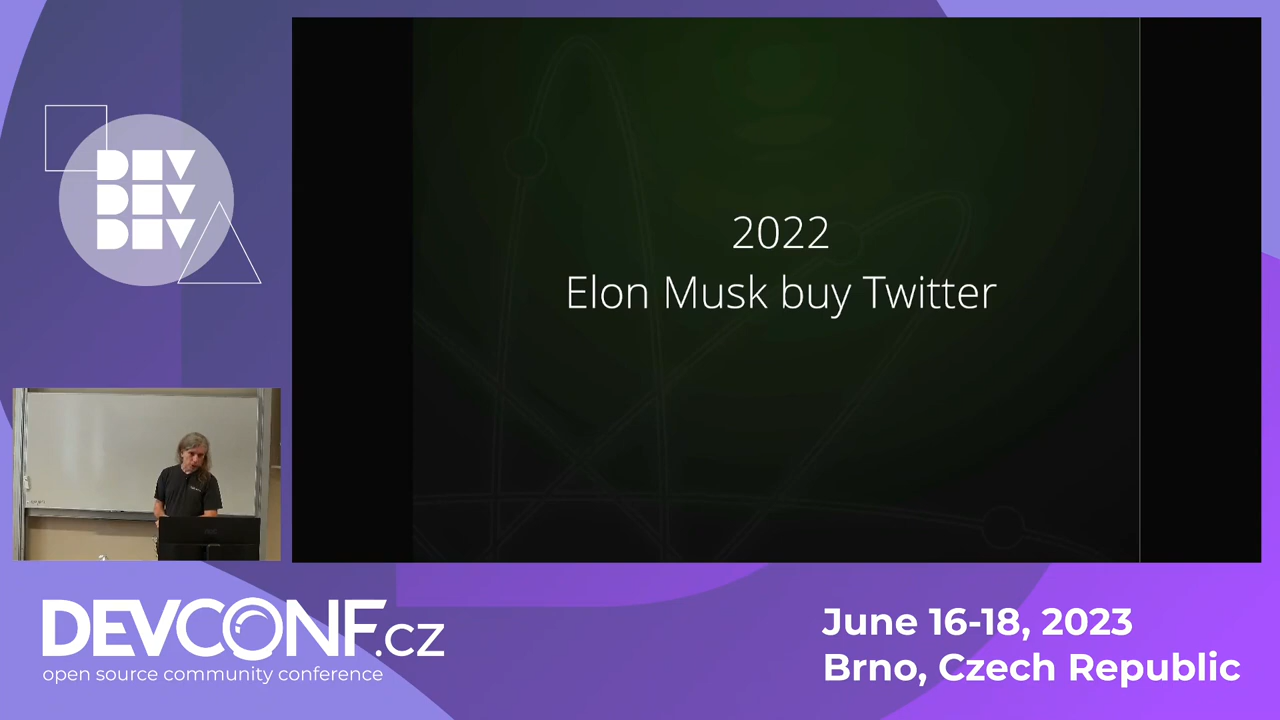 DEV
DEV
DEV
2022
Elon Musk buy Twitter
DEVCONF.cz
open source community conference
June 16-18, 2023
Brno, Czech Republic